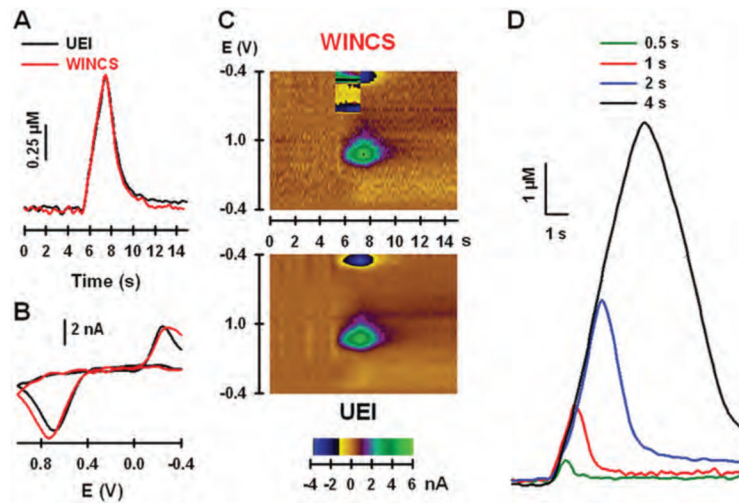 A
UEI
WINCS
0.25 µM
0 2 4 6 8 10 12 14
Time (s)
B
2 nA
0.8 0.4 0.0 -0.4
E (V)
C
E (V)
WINCS
-0.4
1.0
-0.4
0 2 4 6 8 10 12 14 s
-0.4
1.0
-0.4
UEI
-4 -2 0 2 4 6 nA
D
0.5 s
1 s
2 s
4 s
1 µM
1 s